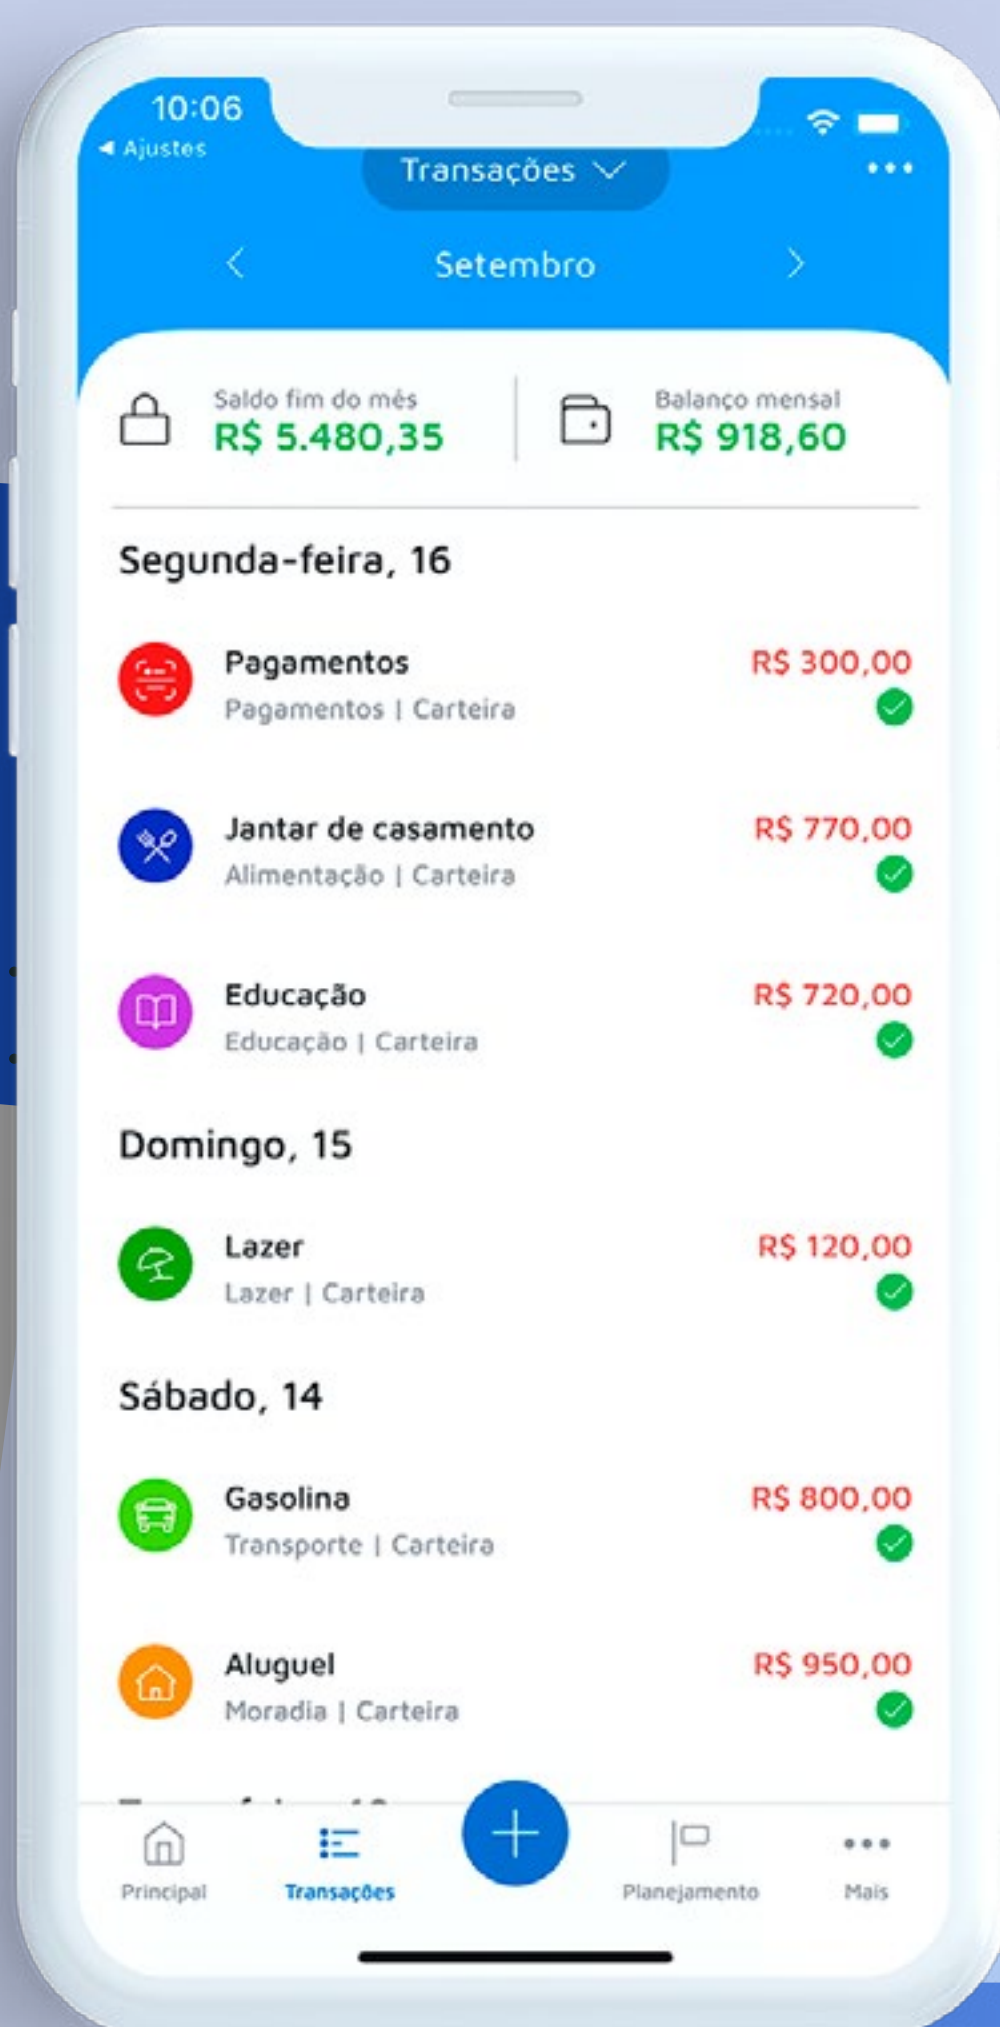 10:06
Ajustes
Transações
Setembro
Saldo fim do mês
R$ 5.480,35
Balanço mensal
R$ 918,60
Segunda-feira, 16
Pagamentos
R$ 300,00
Pagamentos | Carteira
Jantar de casamento
R$ 770,00
Alimentação | Carteira
Educação
R$ 720,00
Educação | Carteira
Domingo, 15
Lazer
R$ 120,00
Lazer | Carteira
Sábado, 14
Gasolina
R$ 800,00
Transporte | Carteira
Aluguel
R$ 950,00
Moradia | Carteira
Principal
Transações
Planejamento
Mais